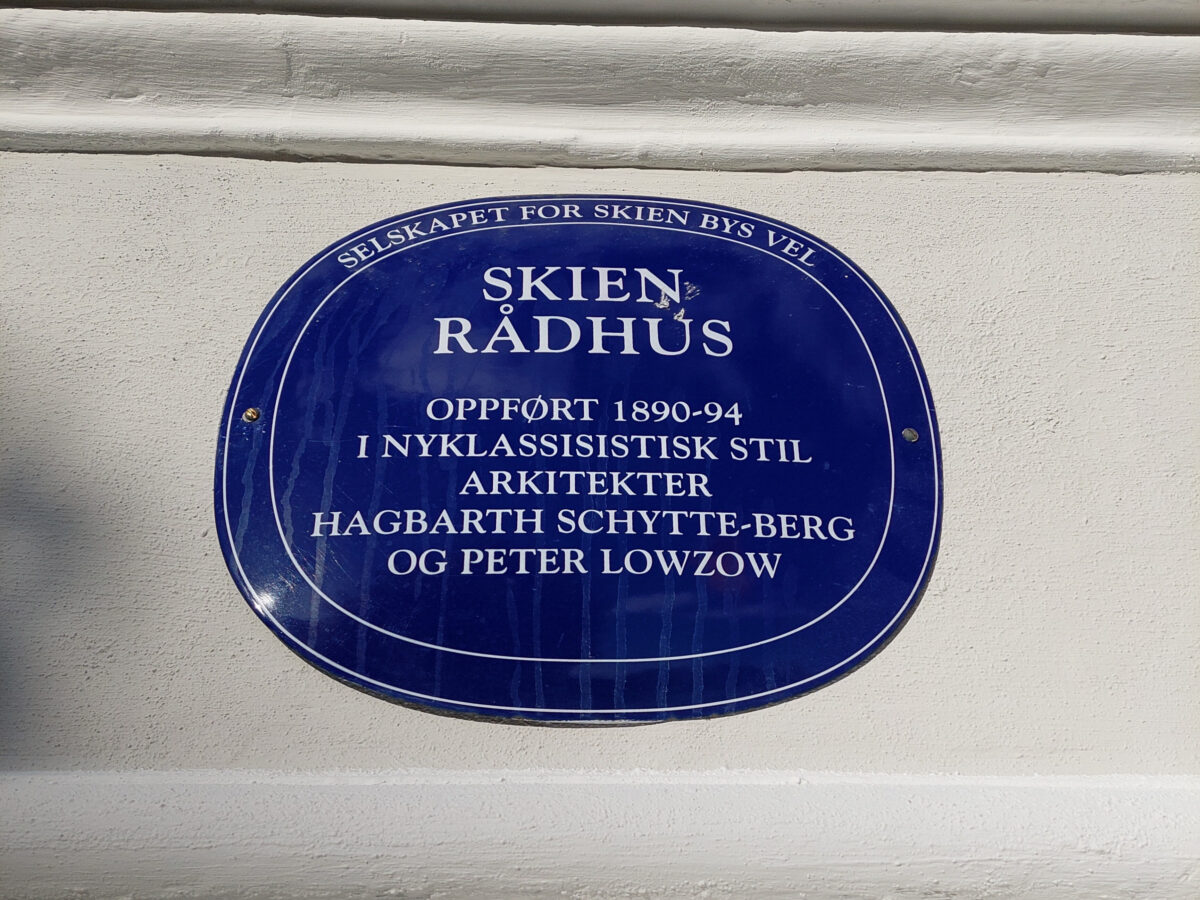 SELSKAPET FOR SKIEN BYS VEL
SKIEN
RÅDHUS
OPPFØRT 1890-94
I NYKLASSISISTISK STIL
ARKITEKTER
HAGBARTH SCHYTTE-BERG
OG PETER LOWZOW